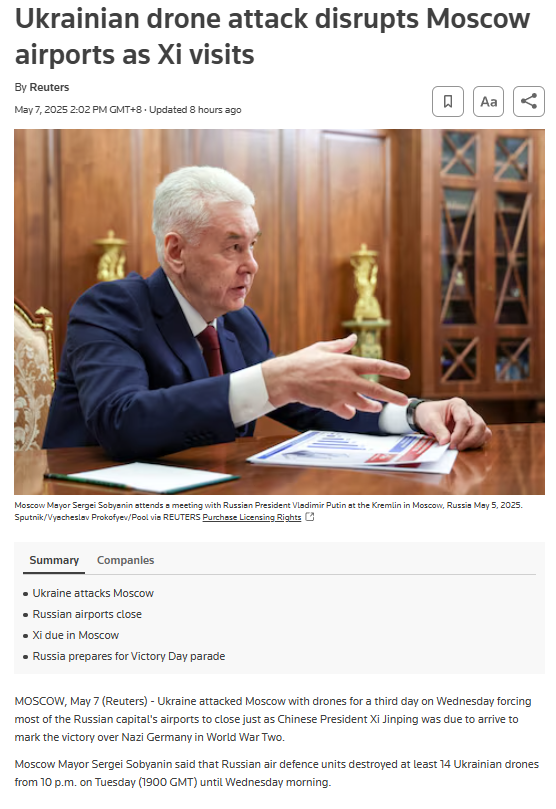 Ukrainian drone attack disrupts Moscow
airports as Xi visits
By Reuters
May 7, 2025 2:02 PM GMT+8 · Updated 8 hours ago
Aa
Moscow Mayor Sergei Sobyanin attends a meeting with Russian President Vladimir Putin at the Kremlin in Moscow, Russia May 5, 2025.
Sputnik/Vyacheslav Prokofyev/Pool via REUTERS Purchase Licensing Rights
Summary Companies
• Ukraine attacks Moscow
• Russian airports close
• Xi due in Moscow
• Russia prepares for Victory Day parade
MOSCOW, May 7 (Reuters) - Ukraine attacked Moscow with drones for a third day on Wednesday forcing
most of the Russian capital's airports to close just as Chinese President Xi Jinping was due to arrive to
mark the victory over Nazi Germany in World War Two.
Moscow Mayor Sergei Sobyanin said that Russian air defence units destroyed at least 14 Ukrainian drones
from 10 p.m. on Tuesday (1900 GMT) until Wednesday morning.